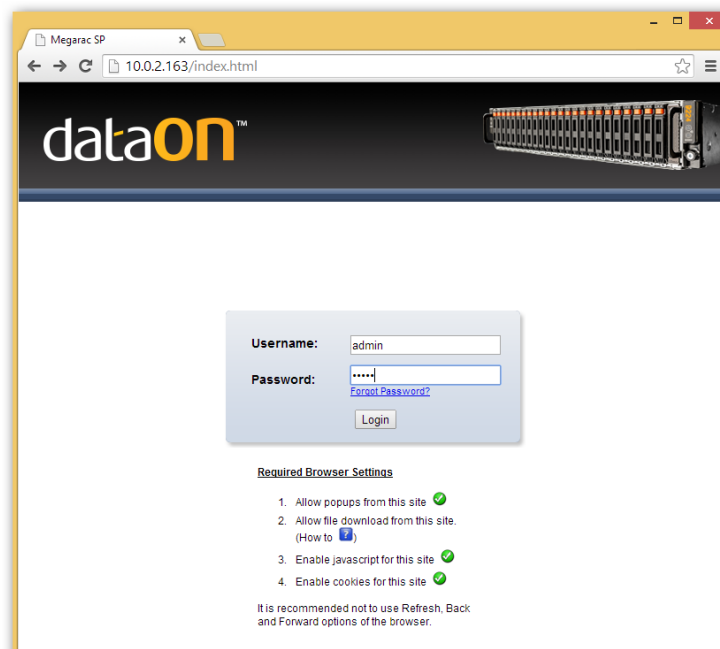 Megarac SP
10.0.2.163/index.html
dataON™
9224
Username: admin
Password: •••••
Forgot Password?
Login
Required Browser Settings
1. Allow popups from this site
2. Allow file download from this site.
(How to ?)
3. Enable javascript for this site
4. Enable cookies for this site
It is recommended not to use Refresh, Back
and Forward options of the browser.